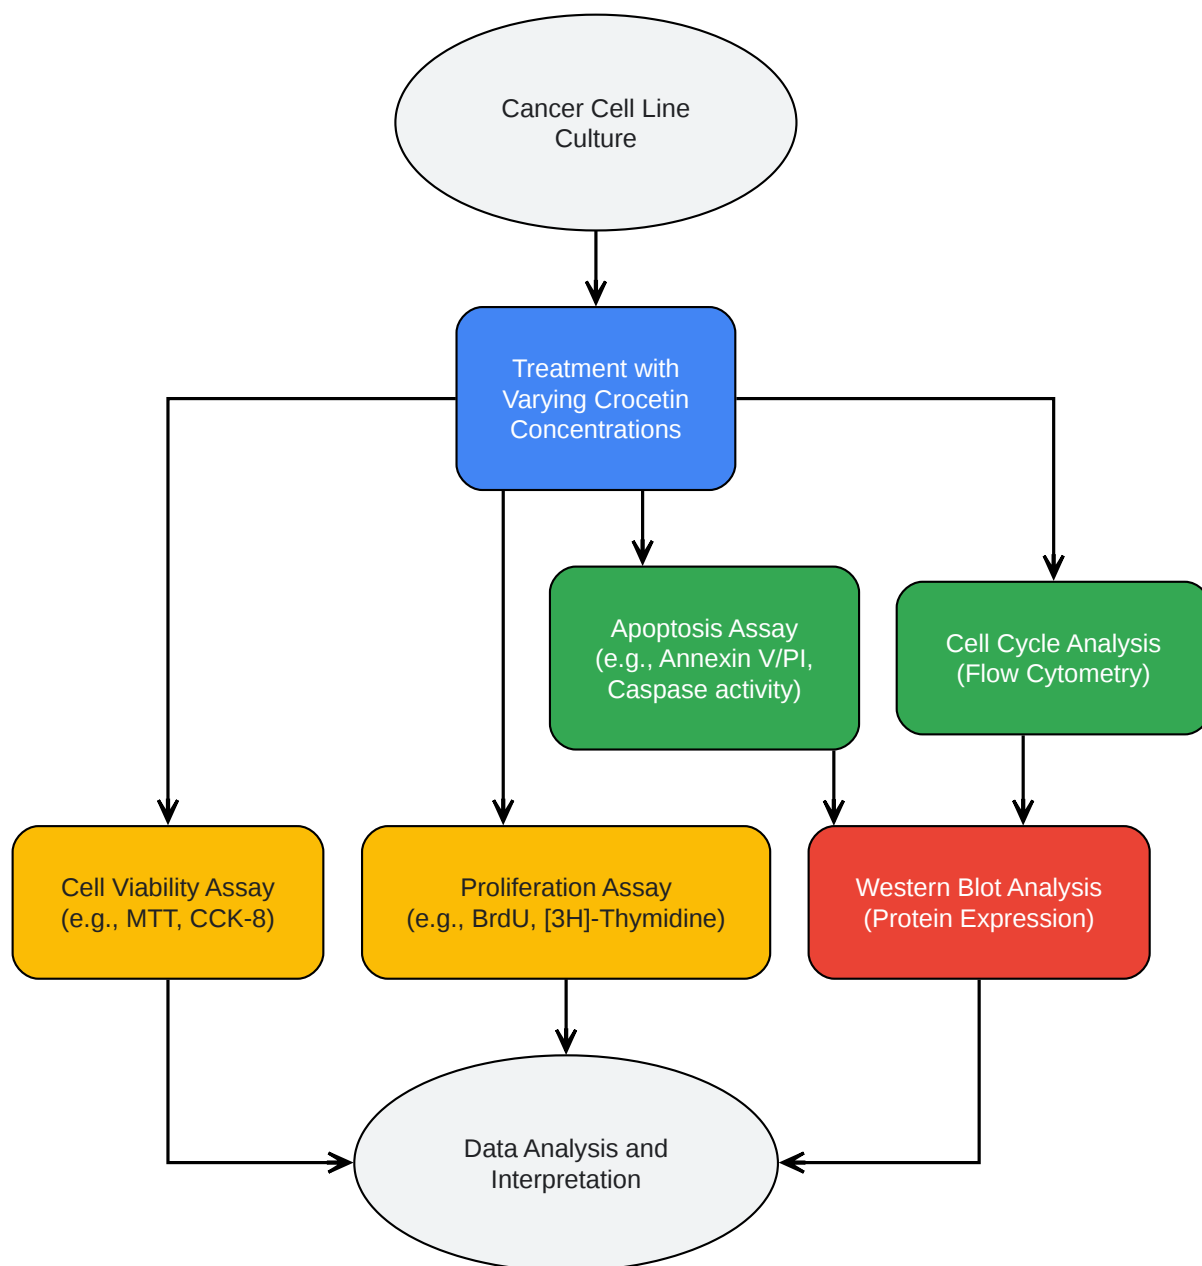 Cancer Cell Line
Culture
Treatment with
Varying Crocetin
Concentrations
Apoptosis Assay
(e.g., Annexin V/PI,
Caspase activity)
Cell Cycle Analysis
(Flow Cytometry)
Cell Viability Assay
(e.g., MTT, CCK-8)
Proliferation Assay
(e.g., BrdU, [3H]-Thymidine)
Western Blot Analysis
(Protein Expression)
Data Analysis and
Interpretation